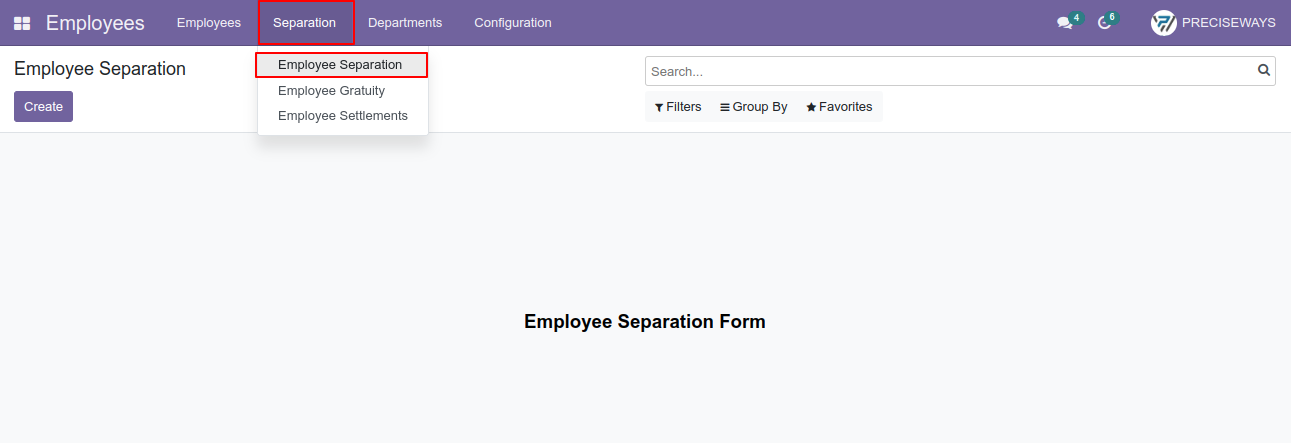 Employees Employees Separation Departments Configuration 4 6 PRECISEWAYS
Employee Separation
Create
Employee Separation
Employee Gratuity
Employee Settlements
Search...
Filters Group By Favorites
Employee Separation Form